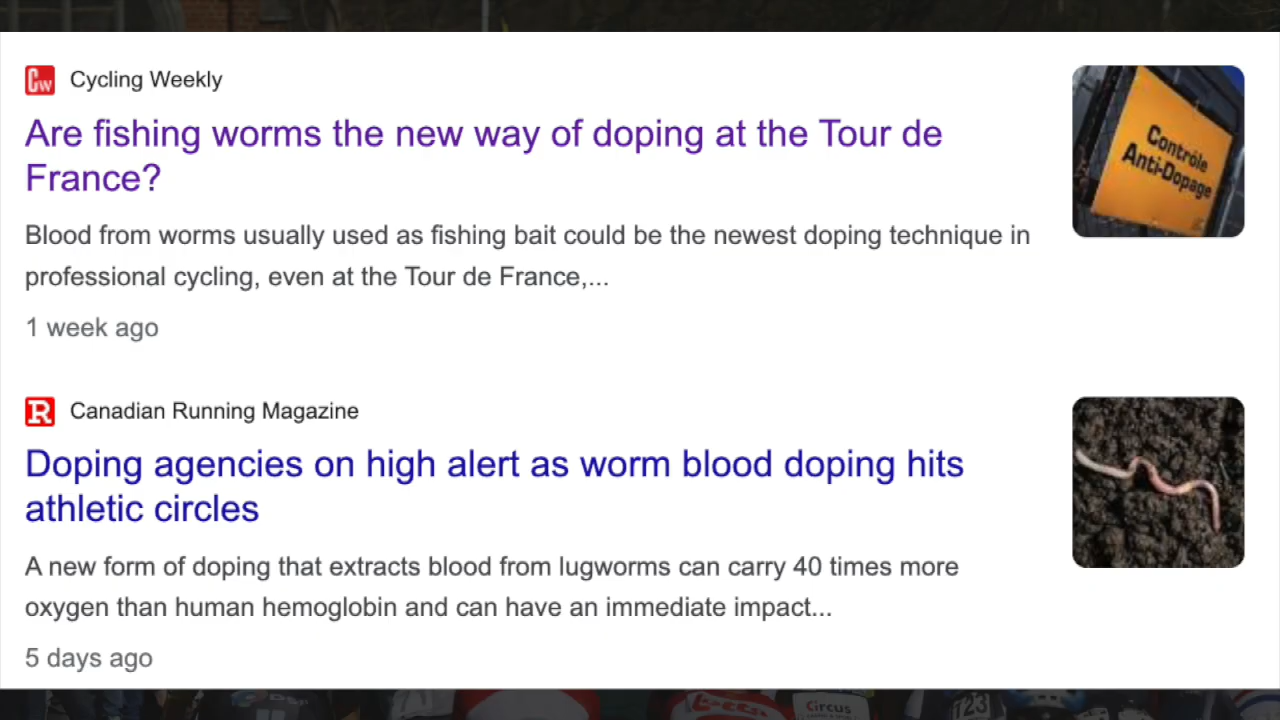 CW Cycling Weekly
Are fishing worms the new way of doping at the Tour de
France?
Blood from worms usually used as fishing bait could be the newest doping technique in
professional cycling, even at the Tour de France,...
1 week ago
Contrôle
Anti-Dopage
R Canadian Running Magazine
Doping agencies on high alert as worm blood doping hits
athletic circles
A new form of doping that extracts blood from lugworms can carry 40 times more
oxygen than human hemoglobin and can have an immediate impact...
5 days ago
Circus
123